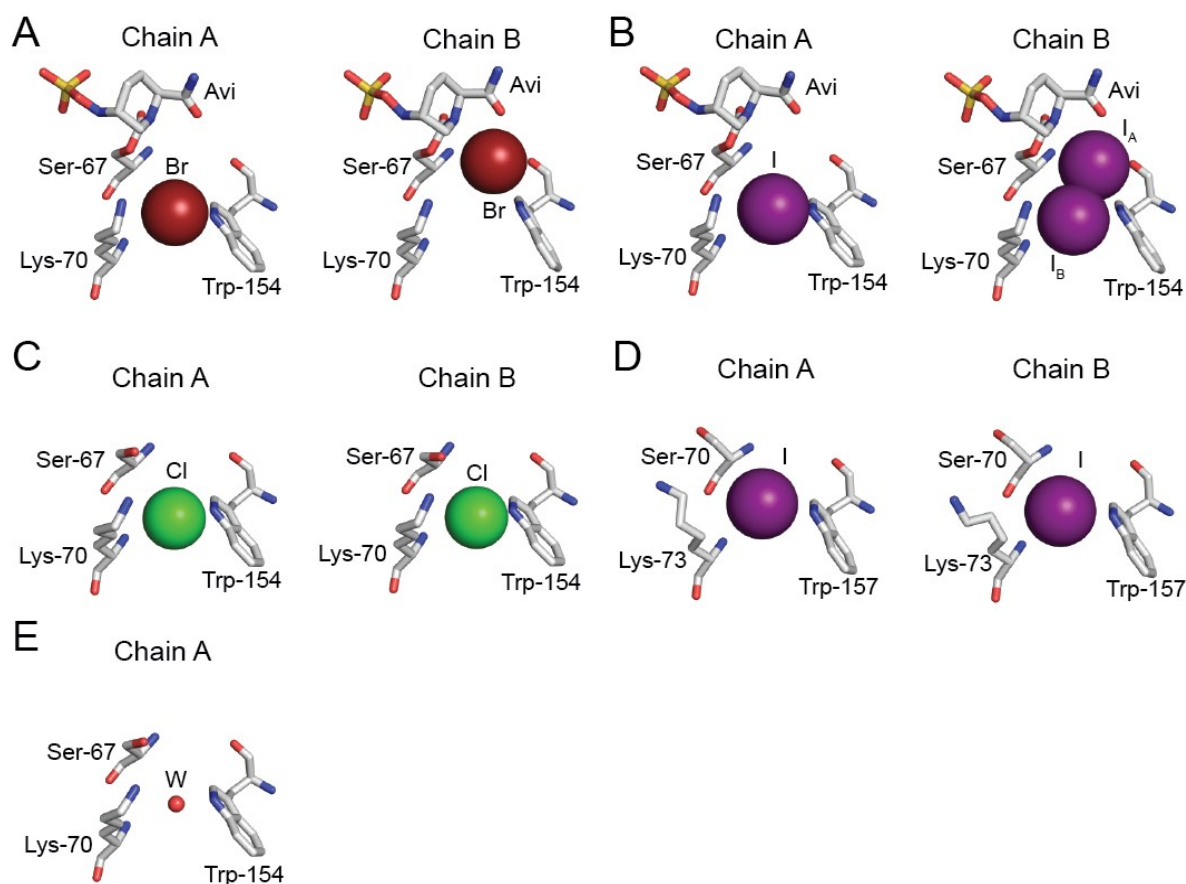 A
Chain A
Chain B
Avi
Avi
Ser-67
Br
Ser-67
Br
Lys-70
Lys-70
Trp-154
Trp-154
B
Chain A
Chain B
Avi
Avi
I_A
Ser-67
I
Ser-67
Lys-70
Lys-70
I_B
Trp-154
Trp-154
C
Chain A
Chain B
Ser-67
Cl
Ser-67
Cl
Lys-70
Lys-70
Trp-154
Trp-154
D
Chain A
Chain B
Ser-70
I
Ser-70
I
Lys-73
Lys-73
Trp-157
Trp-157
E
Chain A
Ser-67
W
Lys-70
Trp-154